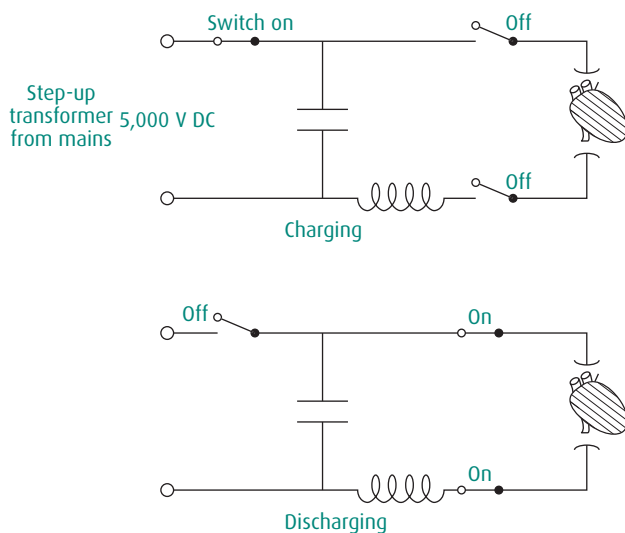 Switch on
Off
Step-up
transformer 5,000 V DC
from mains
Off
Charging
Off
On
On
Discharging